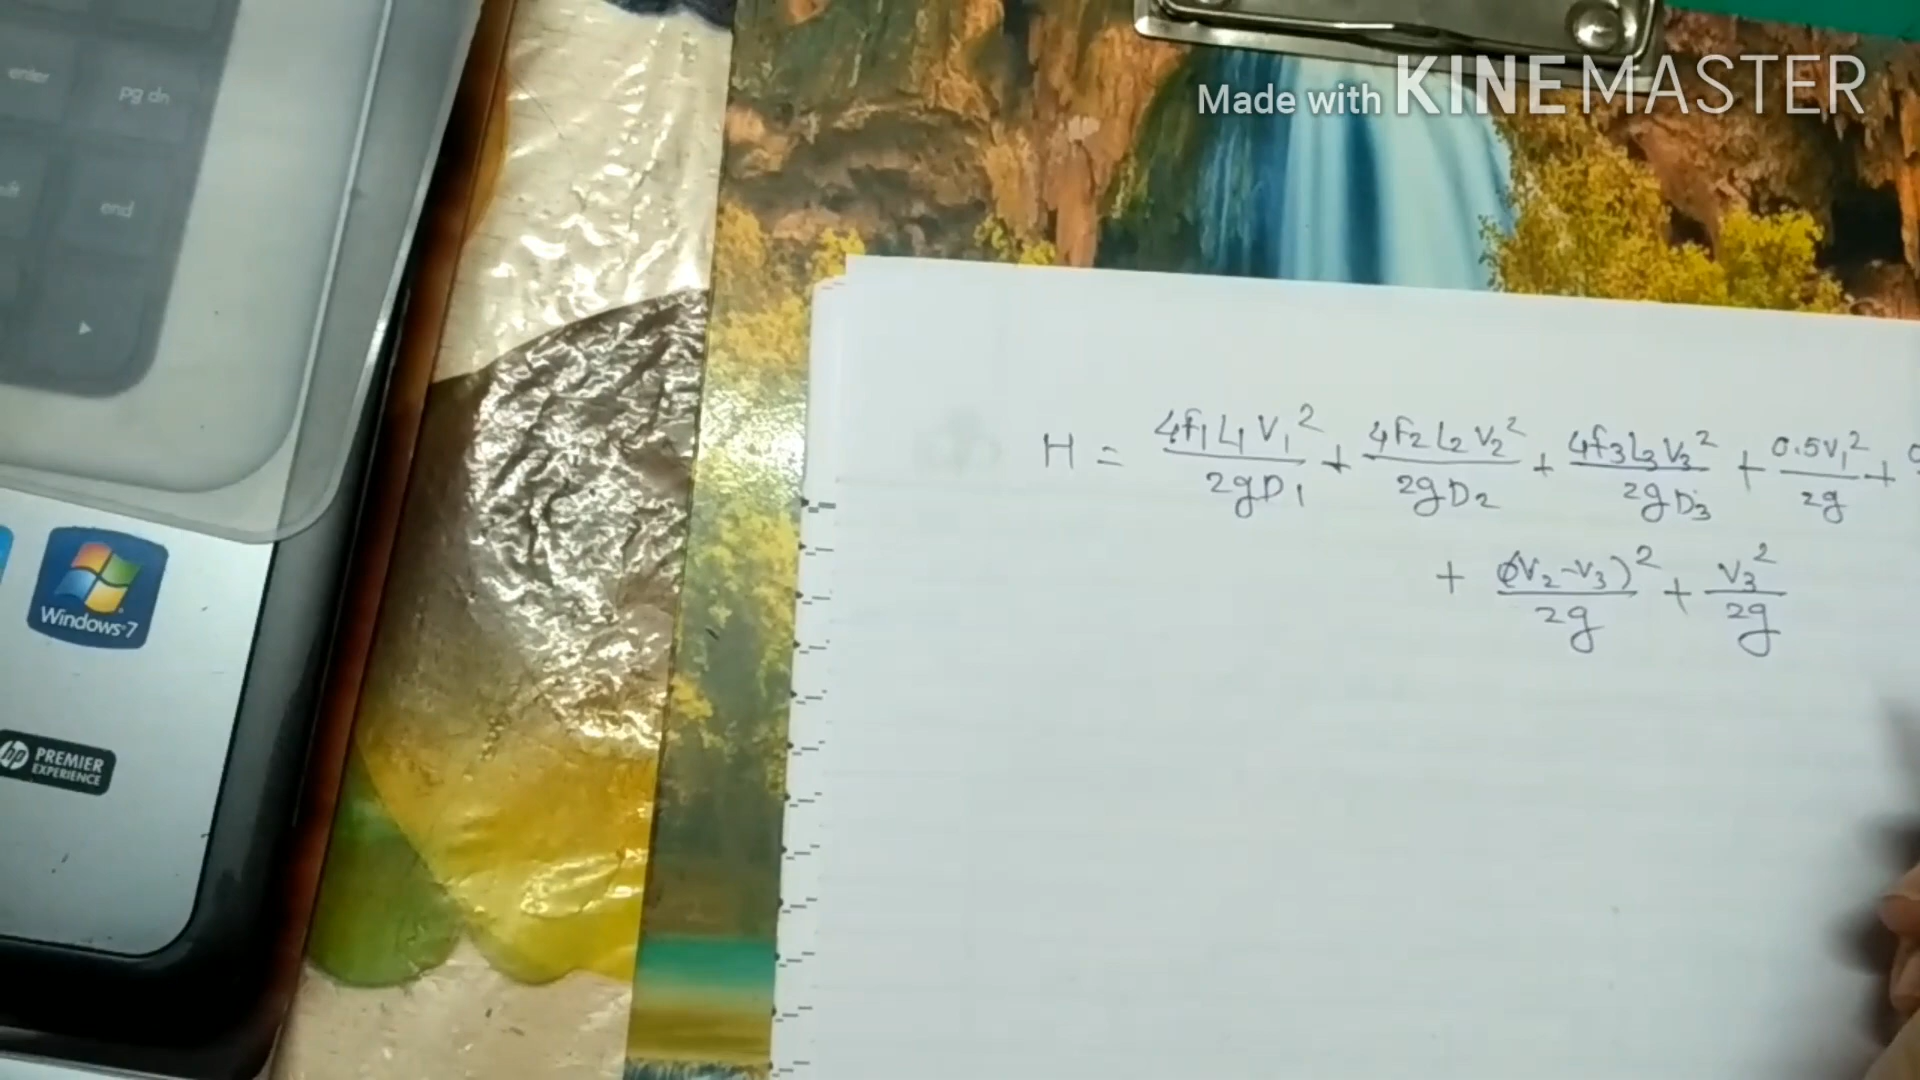 enter
pg dn
end
Made with KINEMASTER
H = 4f₁L₁V₁²/2gD₁ + 4f₂L₂V₂²/2gD₂ + 4f₃L₃V₃²/2gD₃ + 0.5V₁²/2g +
+ (V₂-V₃)²/2g + V₃²/2g
Windows 7
hp PREMIER EXPERIENCE